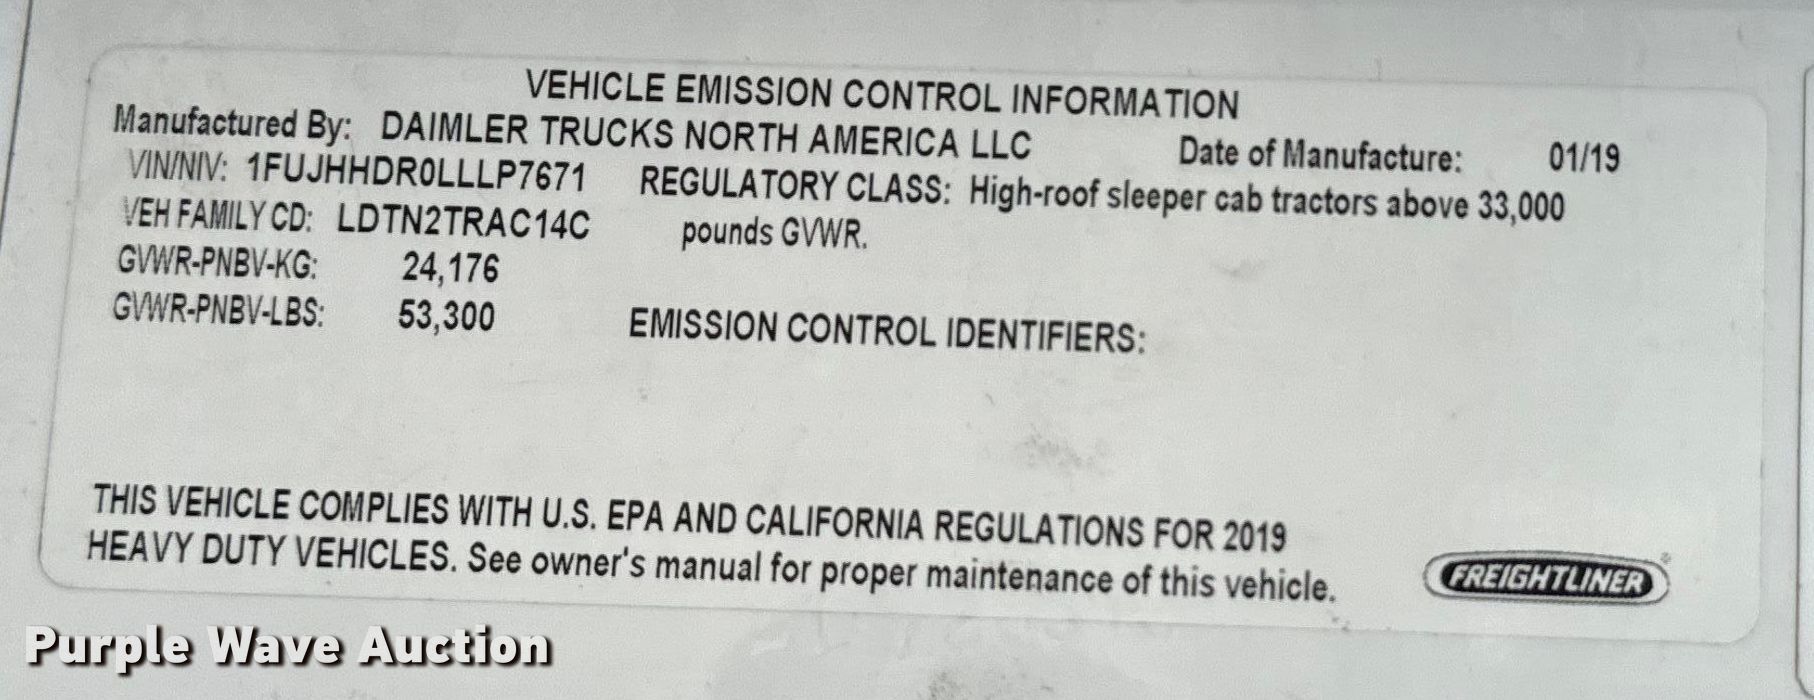 VEHICLE EMISSION CONTROL INFORMATION
Manufactured By: DAIMLER TRUCKS NORTH AMERICA LLC Date of Manufacture: 01/19
VIN/NIV: 1FUJHHDR0LLLP7671 REGULATORY CLASS: High-roof sleeper cab tractors above 33,000
VEH FAMILY CD: LDTN2TRAC14C pounds GVWR.
GVWR-PNBV-KG: 24,176
GVWR-PNBV-LBS: 53,300 EMISSION CONTROL IDENTIFIERS:
THIS VEHICLE COMPLIES WITH U.S. EPA AND CALIFORNIA REGULATIONS FOR 2019
HEAVY DUTY VEHICLES. See owner's manual for proper maintenance of this vehicle.
FREIGHTLINER
Purple Wave Auction